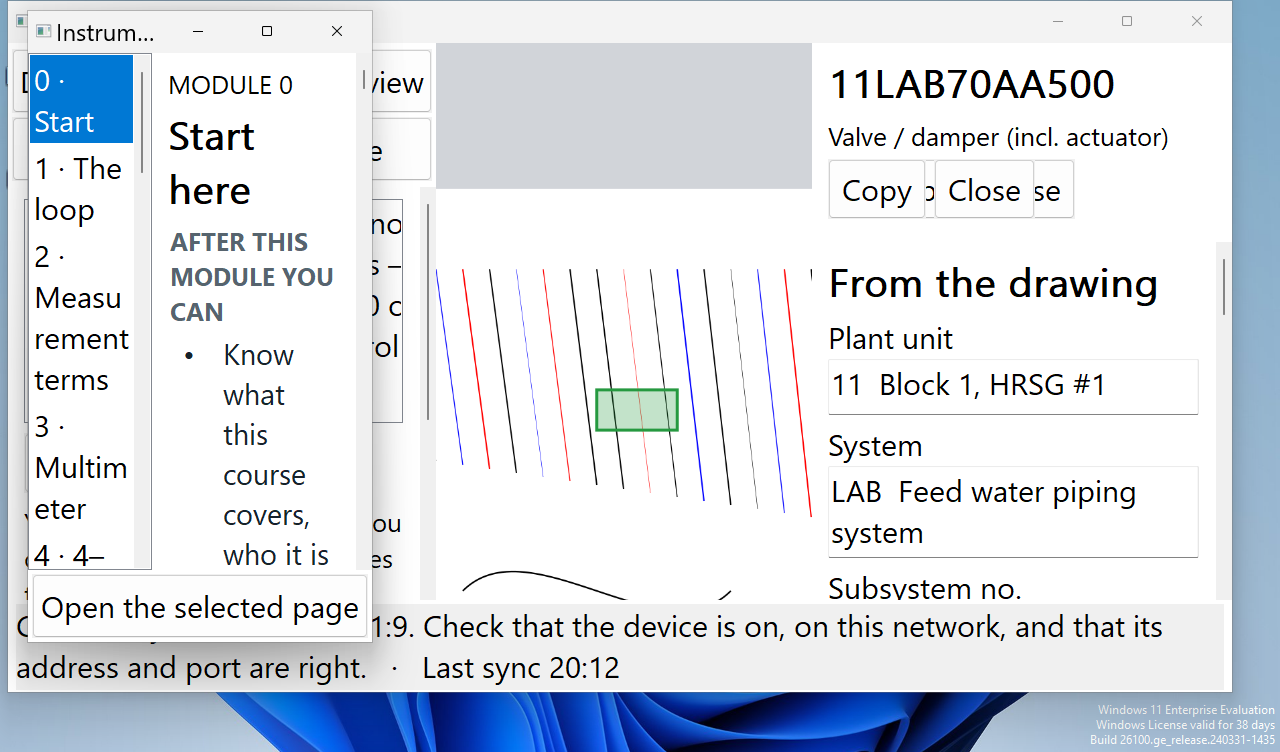 Instrum...
0 ·
Start
1 · The
loop
2 ·
Measu
rement
terms
3 ·
Multim
eter
4 · 4–
MODULE 0
Start
here
AFTER THIS
MODULE YOU
CAN
• Know
what
this
course
covers,
who it is
Open the selected page
11LAB70AA500
Valve / damper (incl. actuator)
Copy
Close
From the drawing
Plant unit
11 Block 1, HRSG #1
System
LAB Feed water piping
system
Subsystem no.
1:9. Check that the device is on, on this network, and that its
address and port are right. · Last sync 20:12
Windows 11 Enterprise Evaluation
Windows License valid for 38 days
Build 26100.ge_release.240331-1435